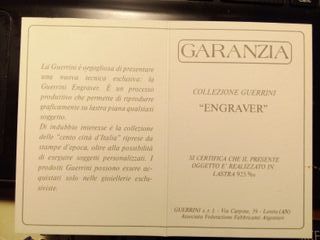 La Guerrini è orgogliosa di presentare
una nuova tecnica esclusiva: la
Guerrini Engraver. È un processo
produttivo che permette di riprodurre
graficamente su lastra piana qualsiasi
soggetto.
Di indubbio interesse è la collezione
delle "cento città d'Italia" riprese da
stampe d'epoca, oltre alla possibilità
di eseguire soggetti personalizzati. I
prodotti Guerrini possono essere ac-
quistati solo nelle gioiellerie esclu-
sive.
GARANZIA
COLLEZIONE GUERRINI
"ENGRAVER"
SI CERTIFICA CHE IL PRESENTE
OGGETTO È REALIZZATO IN
LASTRA 925 ‰
GUERRINI s.r.l. - Via Carpine, 39 - Loreto (AN)
Associata Federazione Fabbricanti Argentieri